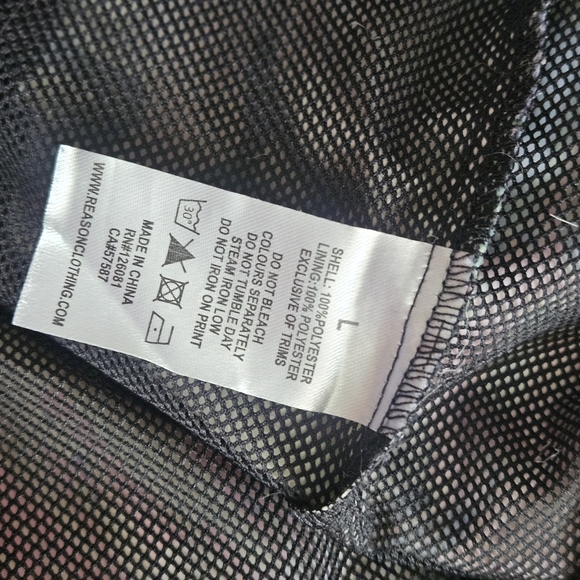 L
SHELL: 100%POLYESTER
LINING:100% POLYESTER
EXCLUSIVE OF TRIMS
DO NOT BLEACH
COLOURS SEPARATELY
DO NOT TUMBLE DAY
STEAM IRON LOW
DO NOT IRON ON PRINT
30°
MADE IN CHINA
RN#126081
CA#57587
WWW.REASONCLOTHING.COM